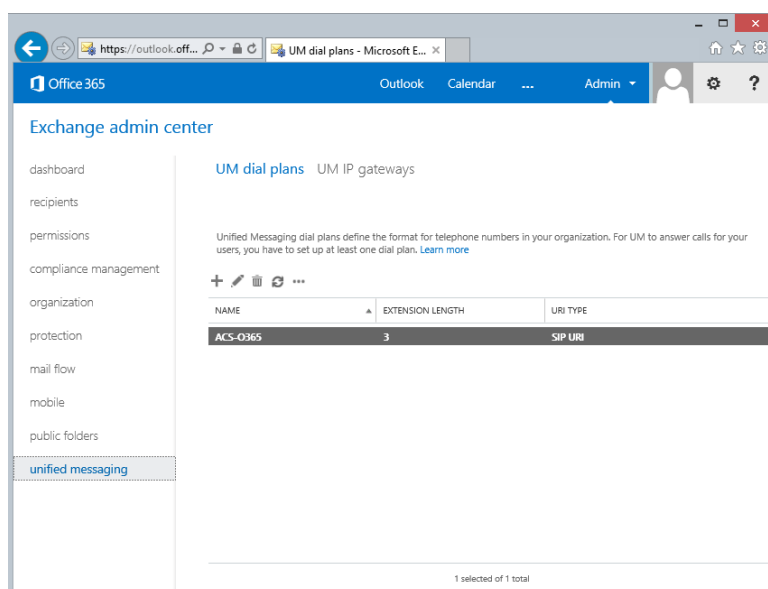 https://outlook.off...
UM dial plans - Microsoft E...
Office 365
Outlook Calendar ... Admin
?
Exchange admin center
dashboard
recipients
permissions
compliance management
organization
protection
mail flow
mobile
public folders
unified messaging
UM dial plans UM IP gateways
Unified Messaging dial plans define the format for telephone numbers in your organization. For UM to answer calls for your
users, you have to set up at least one dial plan. Learn more
NAME EXTENSION LENGTH URI TYPE
ACS-O365 3 SIP URI
1 selected of 1 total